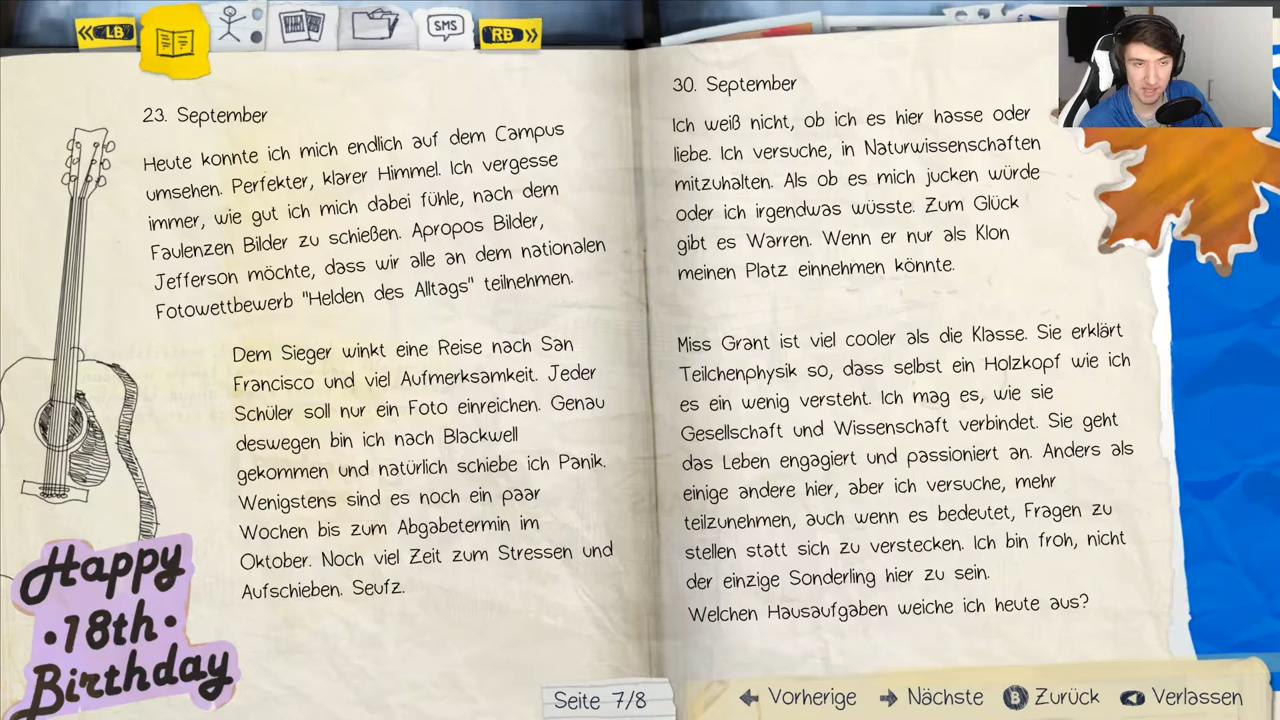 LB
SMS
RB
23. September
Heute konnte ich mich endlich auf dem Campus
umsehen. Perfekter, klarer Himmel. Ich vergesse
immer, wie gut ich mich dabei fühle, nach dem
Faulenzen Bilder zu schießen. Apropos Bilder,
Jefferson möchte, dass wir alle an dem nationalen
Fotowettbewerb "Helden des Alltags" teilnehmen.
Dem Sieger winkt eine Reise nach San
Francisco und viel Aufmerksamkeit. Jeder
Schüler soll nur ein Foto einreichen. Genau
deswegen bin ich nach Blackwell
gekommen und natürlich schiebe ich Panik.
Wenigstens sind es noch ein paar
Wochen bis zum Abgabetermin im
Oktober. Noch viel Zeit zum Stressen und
Aufschieben. Seufz.
Happy
•18th•
Birthday
30. September
Ich weiß nicht, ob ich es hier hasse oder
liebe. Ich versuche, in Naturwissenschaften
mitzuhalten. Als ob es mich jucken würde
oder ich irgendwas wüsste. Zum Glück
gibt es Warren. Wenn er nur als Klon
meinen Platz einnehmen könnte.
Miss Grant ist viel cooler als die Klasse. Sie erklärt
Teilchenphysik so, dass selbst ein Holzkopf wie ich
es ein wenig versteht. Ich mag es, wie sie
Gesellschaft und Wissenschaft verbindet. Sie geht
das Leben engagiert und passioniert an. Anders als
einige andere hier, aber ich versuche, mehr
teilzunehmen, auch wenn es bedeutet, Fragen zu
stellen statt sich zu verstecken. Ich bin froh, nicht
der einzige Sonderling hier zu sein.
Welchen Hausaufgaben weiche ich heute aus?
Seite 7/8
Vorherige
Nächste
B Zurück
Verlassen